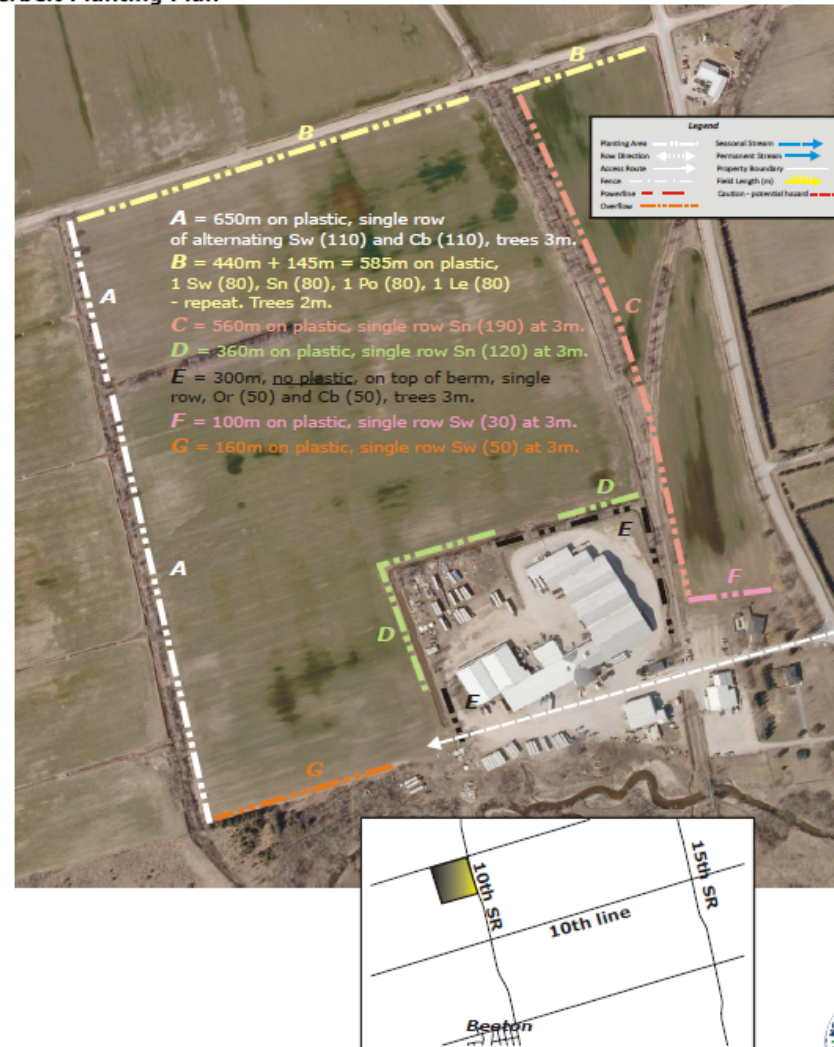 Planting Plan
B
B
Legend
Planting Area
Seasonal Stream
Row Direction
Permanent Stream
Access Route
Property Boundary
Fence
Field Length (m)
Powerline
Caution - potential hazard
Overflow
A = 650m on plastic, single row
of alternating Sw (110) and Cb (110), trees 3m.
B = 440m + 145m = 585m on plastic,
1 Sw (80), Sn (80), 1 Po (80), 1 Le (80)
- repeat. Trees 2m.
C = 560m on plastic, single row Sn (190) at 3m.
D = 360m on plastic, single row Sn (120) at 3m.
E = 300m, no plastic, on top of berm, single
row, Or (50) and Cb (50), trees 3m.
F = 100m on plastic, single row Sw (30) at 3m.
G = 160m on plastic, single row Sw (50) at 3m.
A
C
D
E
A
F
D
E
G
10th SR
15th SR
10th line
Beeton